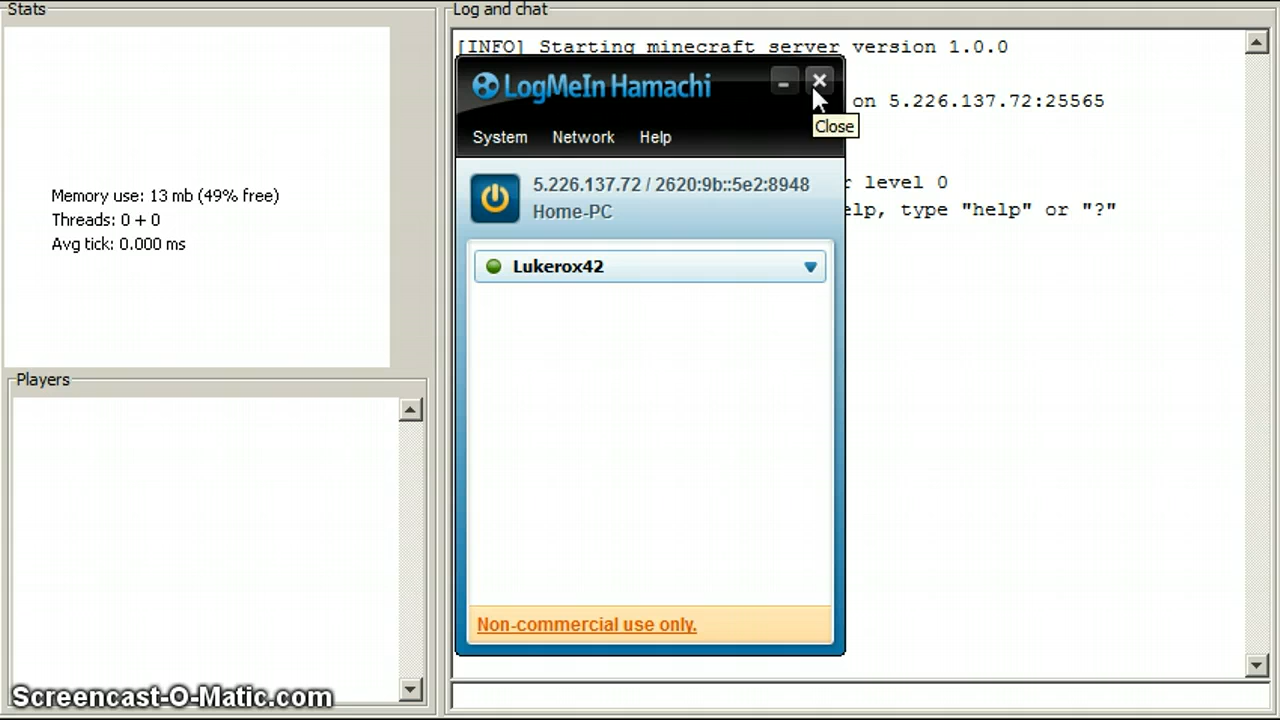 Stats
Log and chat
[INFO] Starting minecraft server version 1.0.0
LogMeIn Hamachi
on 5.226.137.72:25565
Close
System Network Help
5.226.137.72 / 2620:9b::5e2:8948
level 0
Home-PC
type "help" or "?"
Memory use: 13 mb (49% free)
Threads: 0 + 0
Avg tick: 0.000 ms
Lukerox42
Players
Non-commercial use only.
Screencast-O-Matic.com